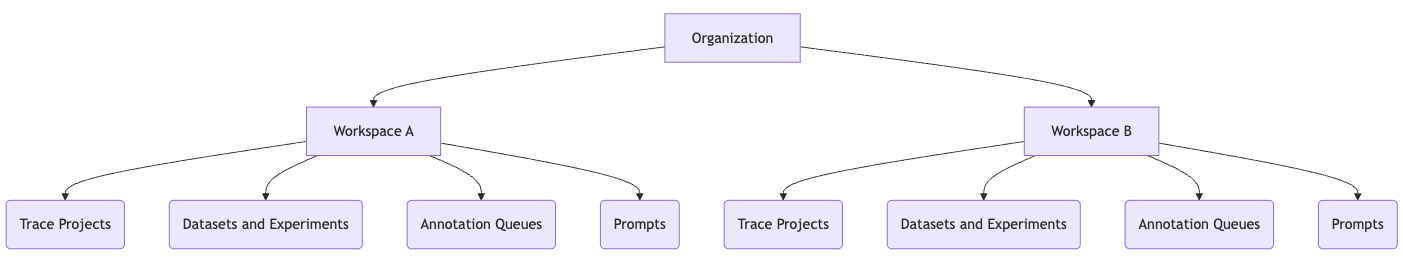 Organization
Workspace A
Workspace B
Trace Projects
Datasets and Experiments
Annotation Queues
Prompts
Trace Projects
Datasets and Experiments
Annotation Queues
Prompts